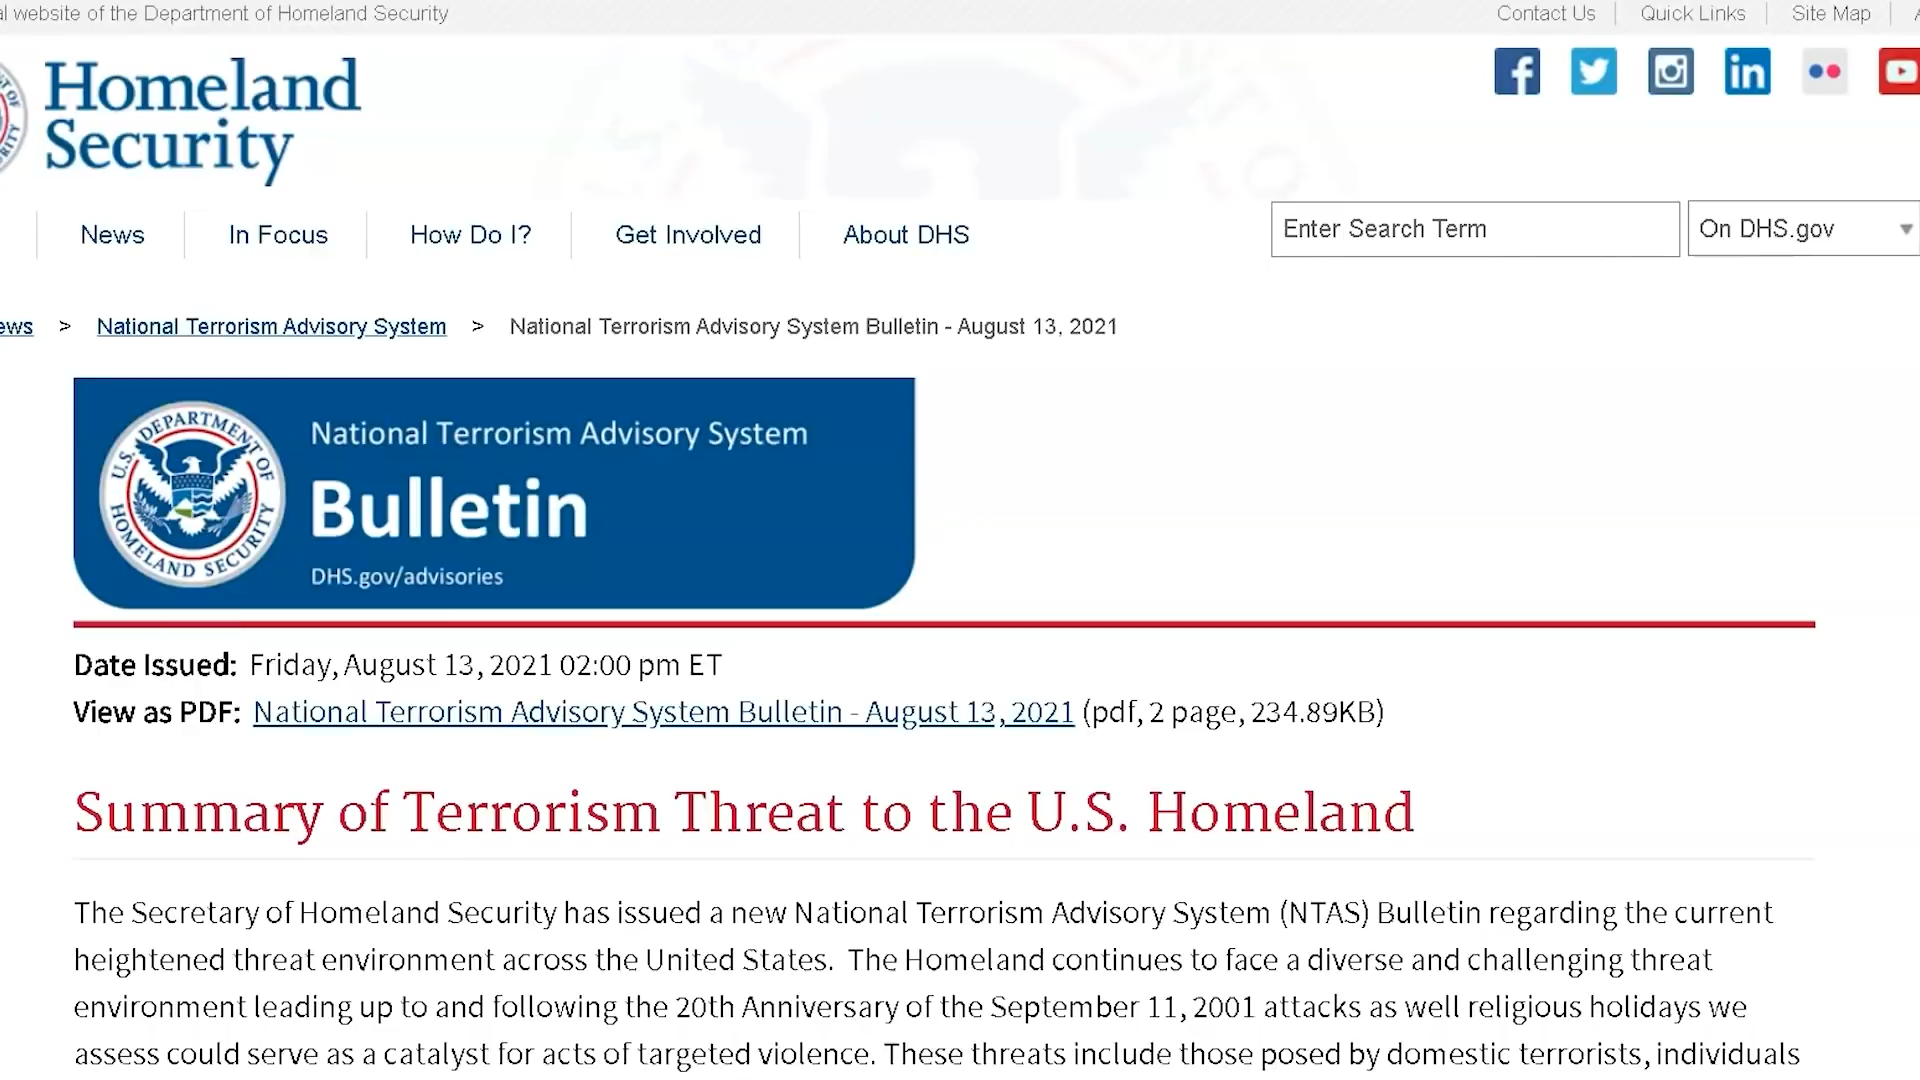 al website of the Department of Homeland Security
Contact Us
Quick Links
Site Map
Homeland
Security
News
In Focus
How Do I?
Get Involved
About DHS
Enter Search Term
On DHS.gov
ews > National Terrorism Advisory System > National Terrorism Advisory System Bulletin - August 13, 2021
U.S. DEPARTMENT OF
HOMELAND SECURITY
National Terrorism Advisory System
Bulletin
DHS.gov/advisories
Date Issued: Friday, August 13, 2021 02:00 pm ET
View as PDF: National Terrorism Advisory System Bulletin - August 13, 2021 (pdf, 2 page, 234.89KB)
Summary of Terrorism Threat to the U.S. Homeland
The Secretary of Homeland Security has issued a new National Terrorism Advisory System (NTAS) Bulletin regarding the current
heightened threat environment across the United States. The Homeland continues to face a diverse and challenging threat
environment leading up to and following the 20th Anniversary of the September 11, 2001 attacks as well religious holidays we
assess could serve as a catalyst for acts of targeted violence. These threats include those posed by domestic terrorists, individuals